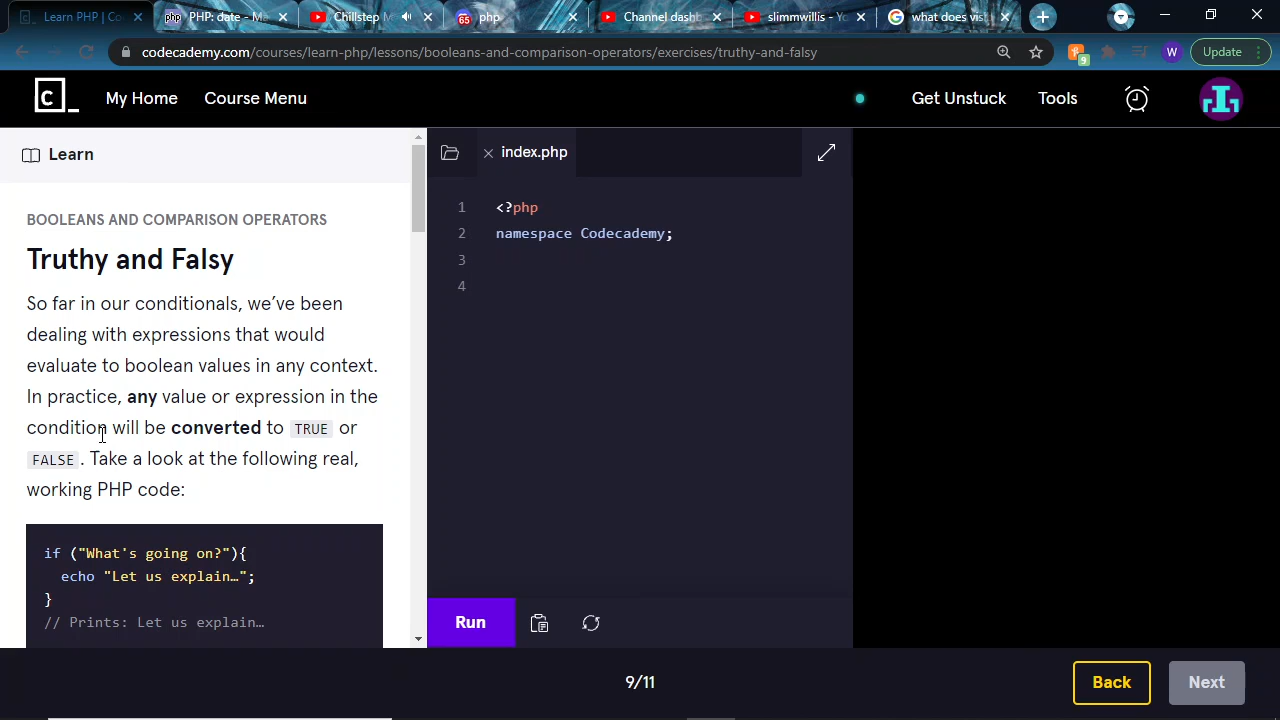 Learn PHP | Co
PHP: date - Ma
Chillstep M
php
Channel dashb
slimmwillis - Yo
what does vis
codecademy.com/courses/learn-php/lessons/booleans-and-comparison-operators/exercises/truthy-and-falsy
9
W
Update
C
My Home
Course Menu
Get Unstuck
Tools
Learn
index.php
BOOLEANS AND COMPARISON OPERATORS
Truthy and Falsy
So far in our conditionals, we’ve been
dealing with expressions that would
evaluate to boolean values in any context.
In practice, any value or expression in the
condition will be converted to TRUE or
FALSE. Take a look at the following real,
working PHP code:
if ("What's going on?"){
echo "Let us explain…";
}
// Prints: Let us explain…
1 <?php
2 namespace Codecademy;
3
4
Run
9/11
Back
Next